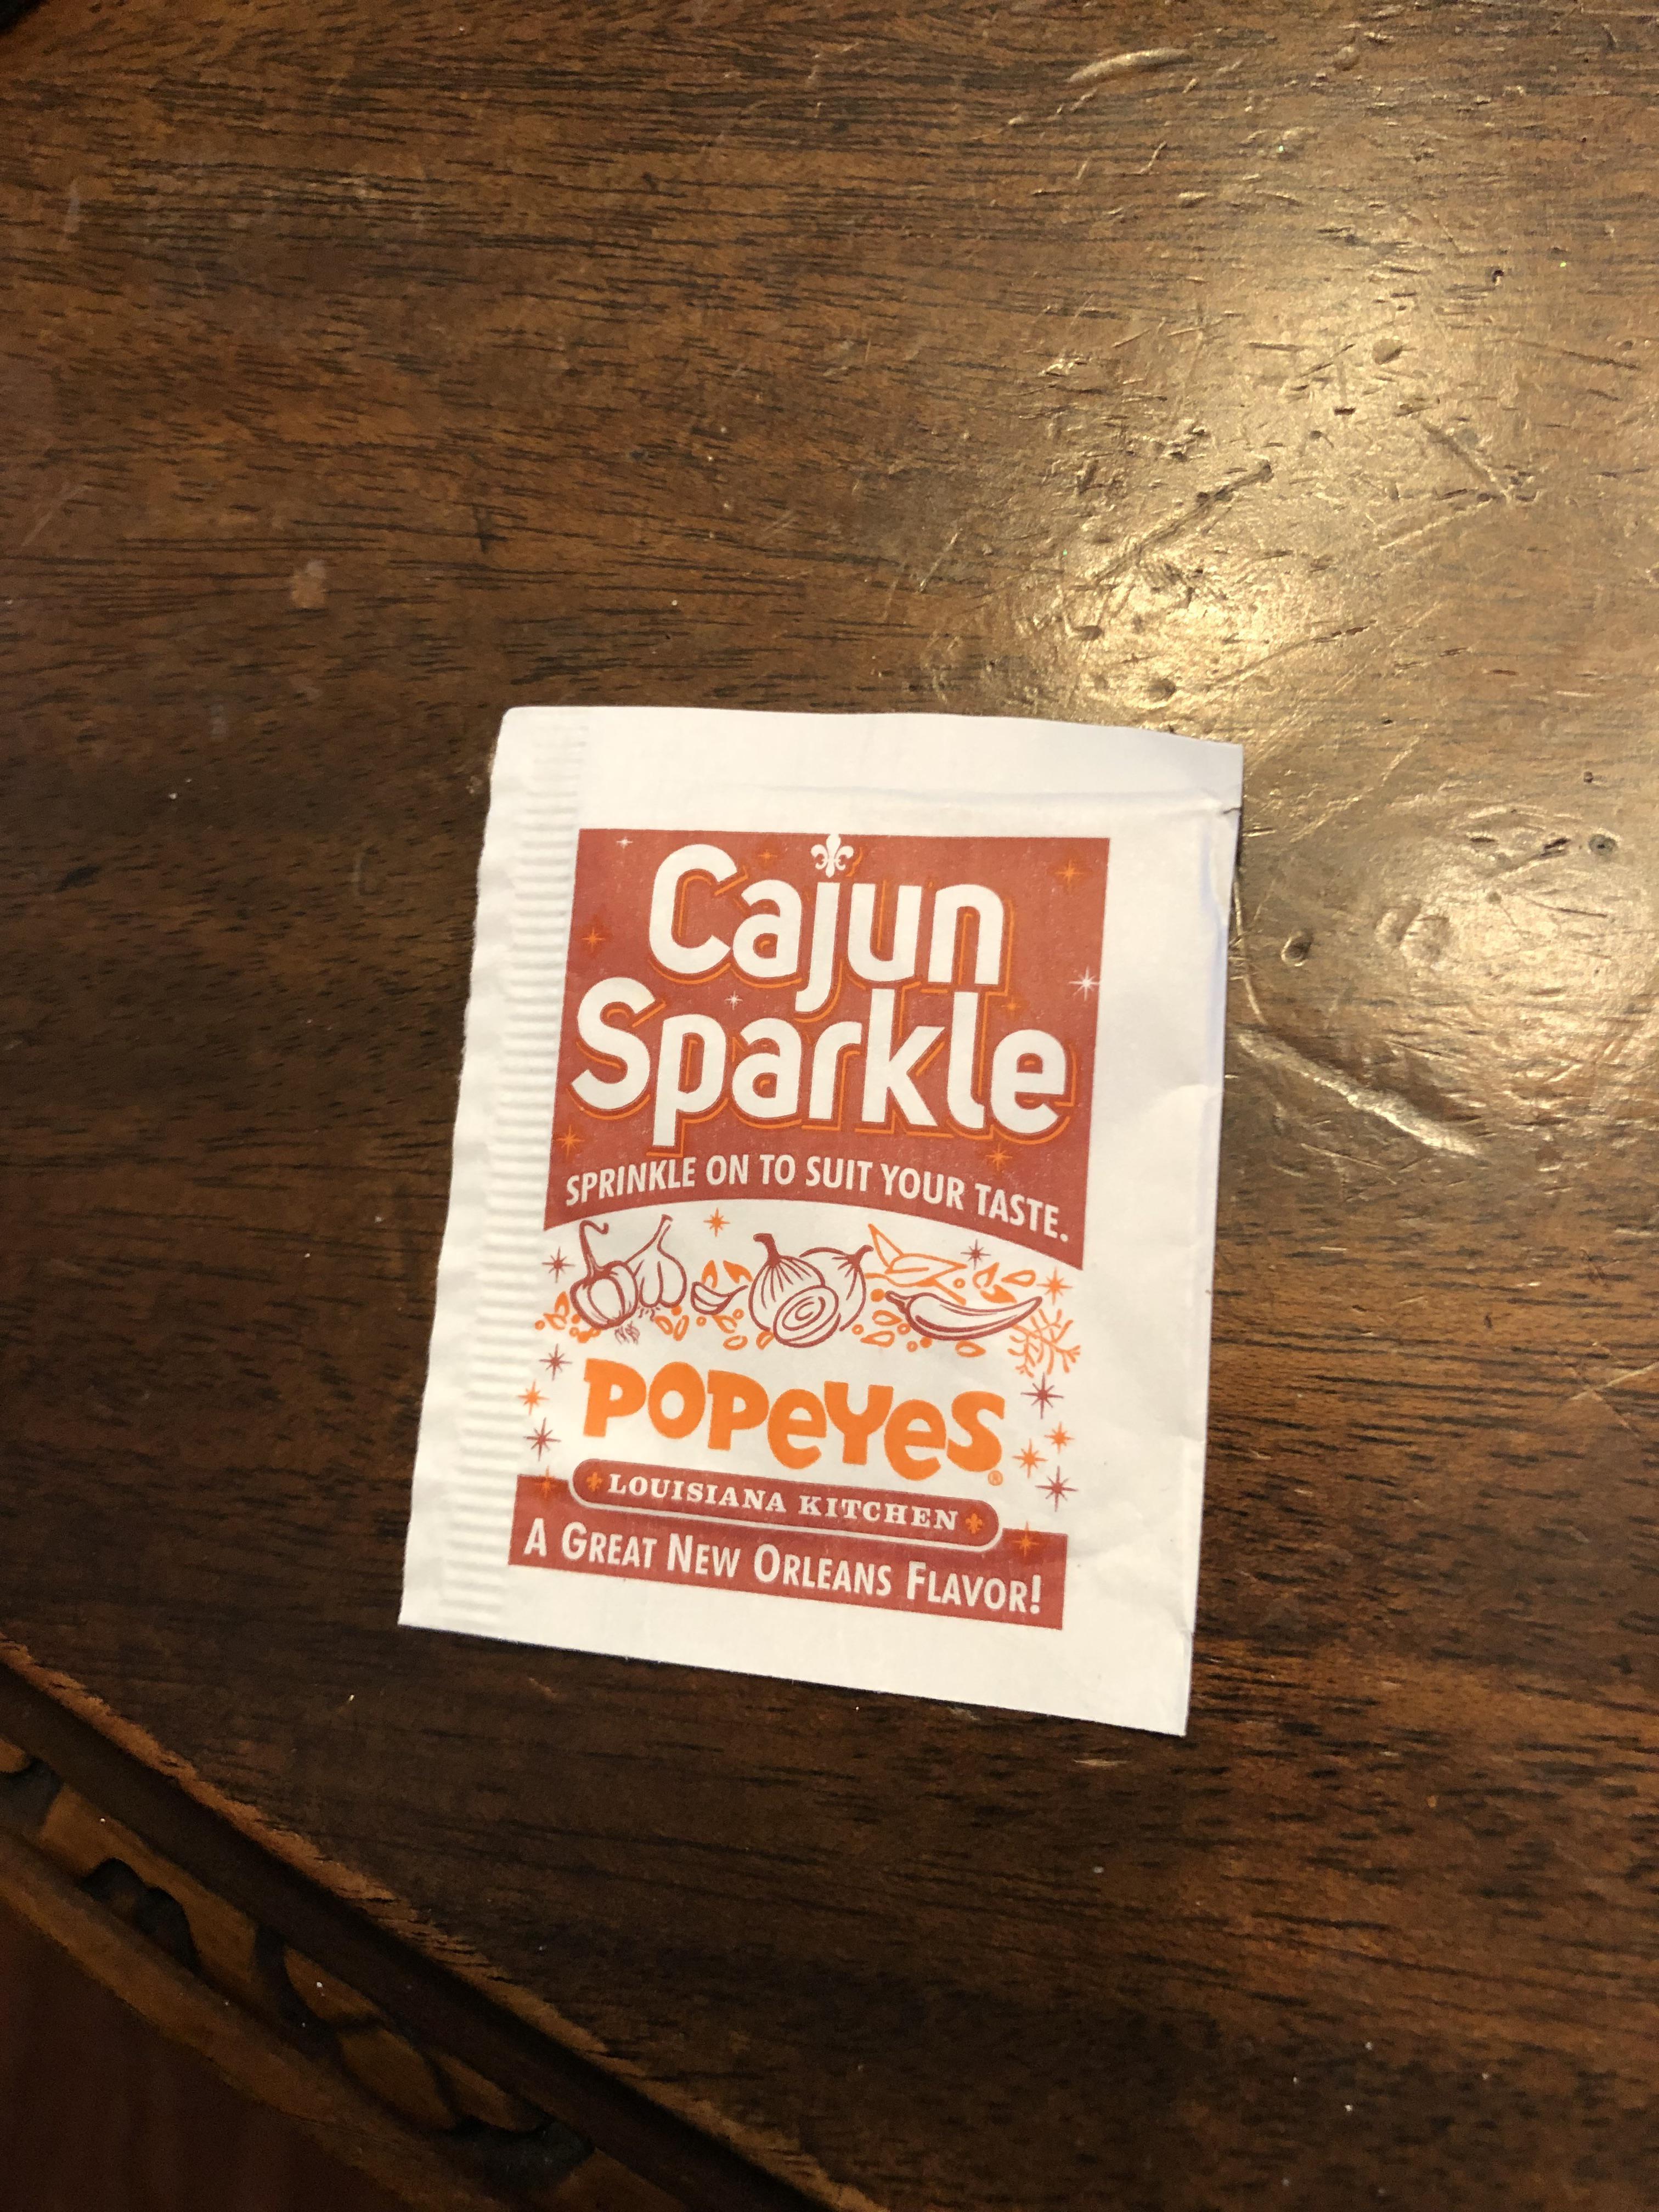 Cajun
Sparkle
SPRINKLE ON TO SUIT YOUR TASTE.
POPEYES®
LOUISIANA KITCHEN
A GREAT NEW ORLEANS FLAVOR!